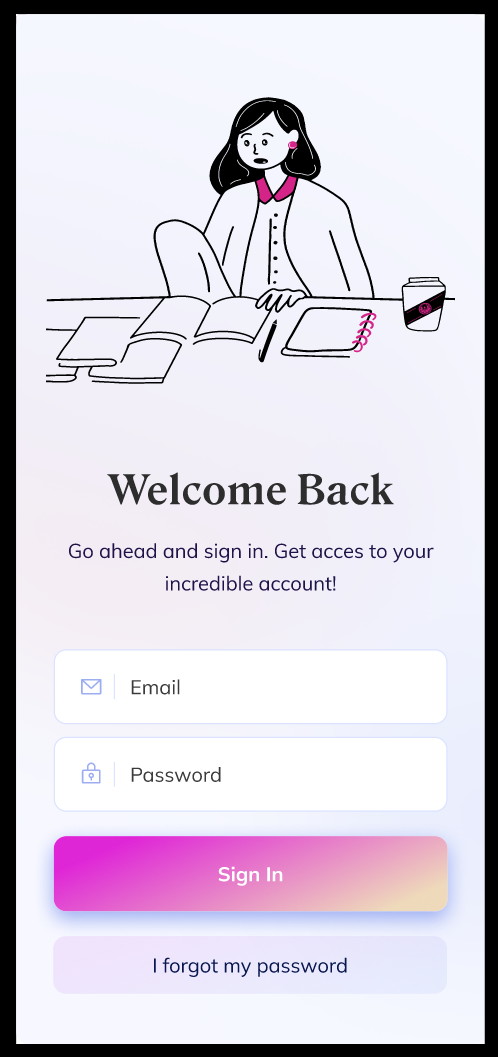 Welcome Back
Go ahead and sign in. Get acces to your
incredible account!
Email
Password
Sign In
I forgot my password